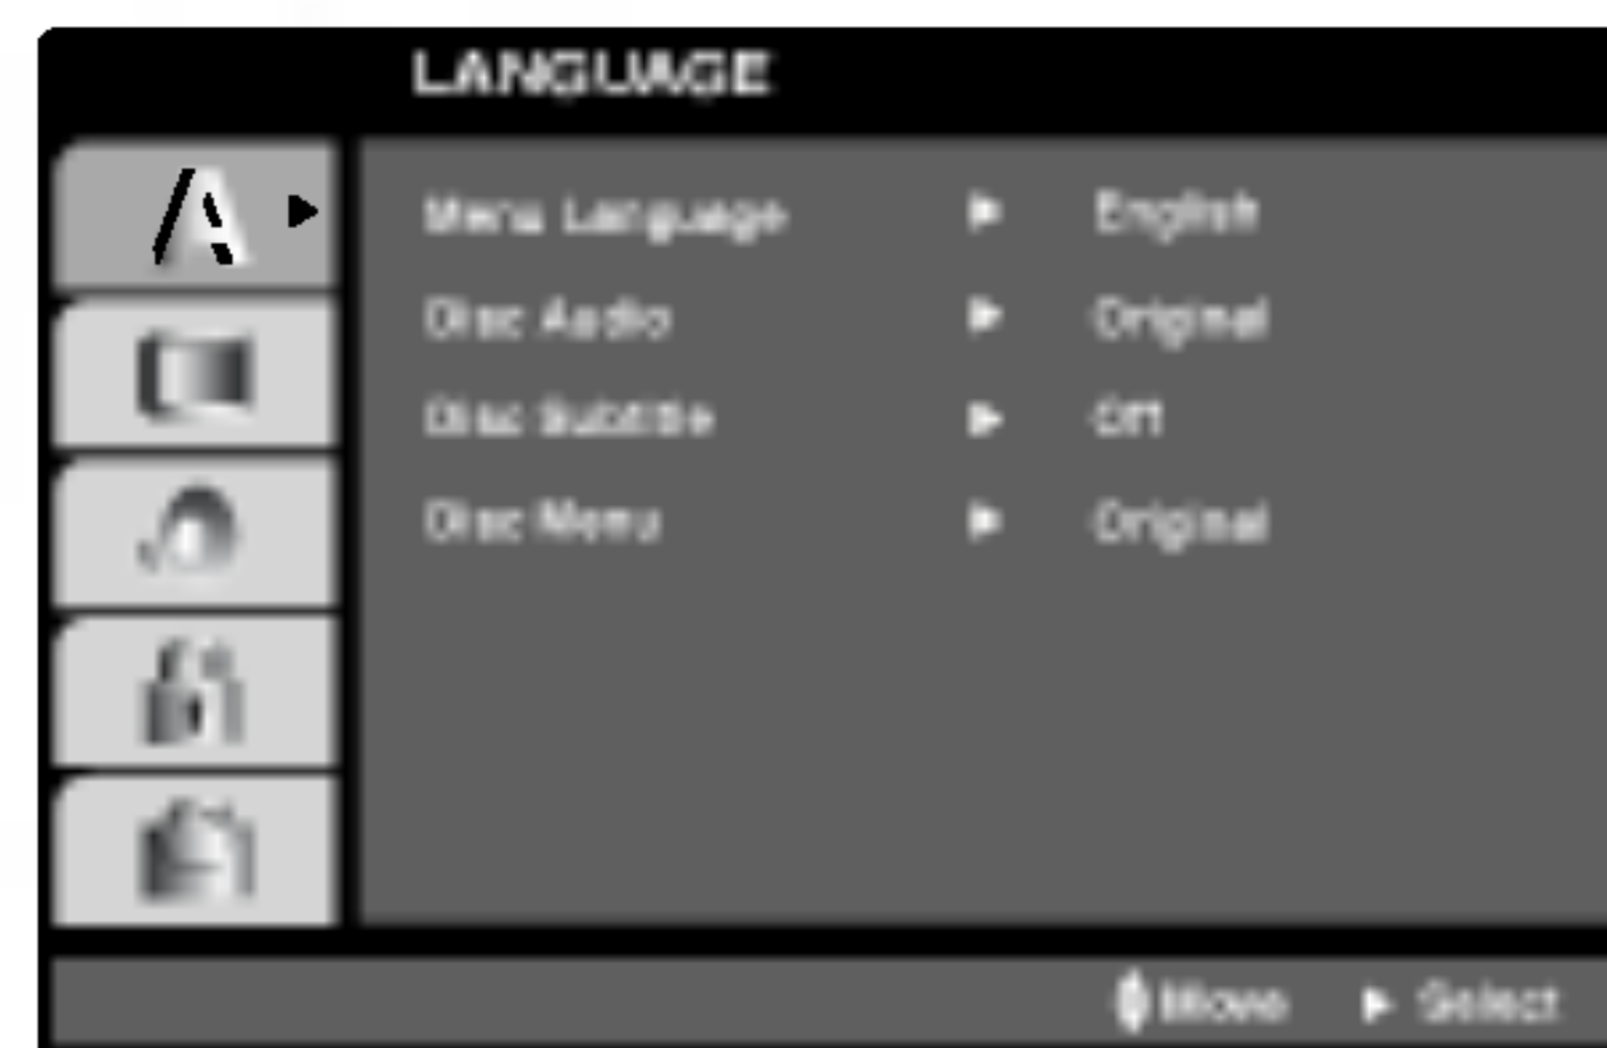 LANGUAGE
Menu Language ► English
Disc Audio ► Original
Disc Subtitle ► Off
Disc Menu ► Original
Move ► Select